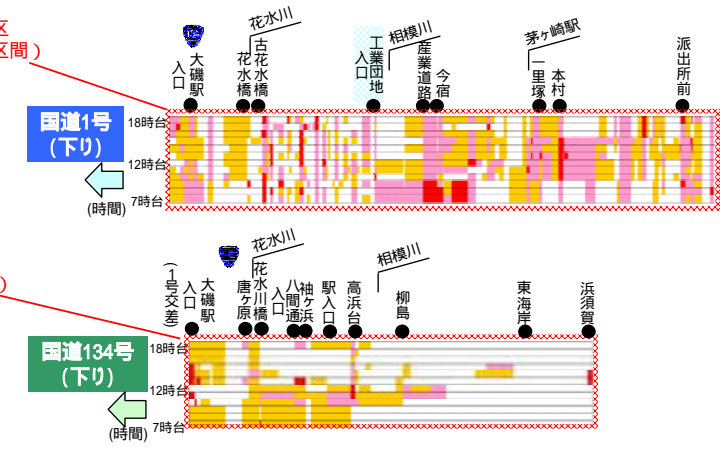 区
区間)
花水川
相模川
茅ヶ崎駅
大磯駅
入口
花水橋
古花水橋
工業団地
入口
産業道路
今宿
一里塚
本村
派出所前
国道1号
(下り)
18時台
12時台
7時台
(時間)
)
花水川
相模川
(1号交差)
入口
大磯駅
唐ヶ原
花水川橋
入口
八間通
袖ヶ浜
駅入口
高浜台
柳島
東海岸
浜須賀
国道134号
(下り)
18時台
12時台
7時台
(時間)